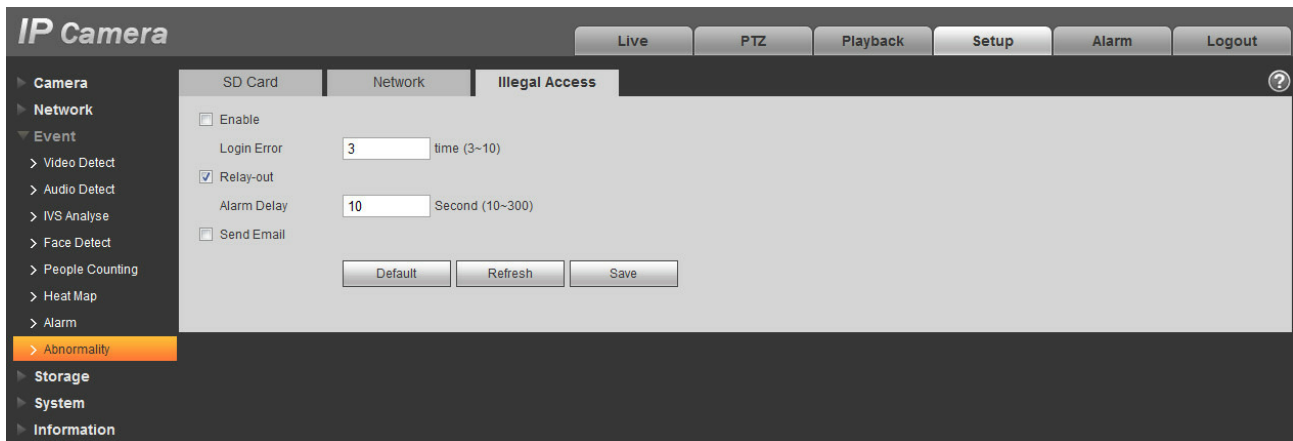 IP Camera
Live PTZ Playback Setup Alarm Logout
Camera
Network
Event
Video Detect
Audio Detect
IVS Analyse
Face Detect
People Counting
Heat Map
Alarm
Abnormality
Storage
System
Information
SD Card Network Illegal Access ?
Enable
Login Error 3 time (3~10)
Relay-out
Alarm Delay 10 Second (10~300)
Send Email
Default Refresh Save